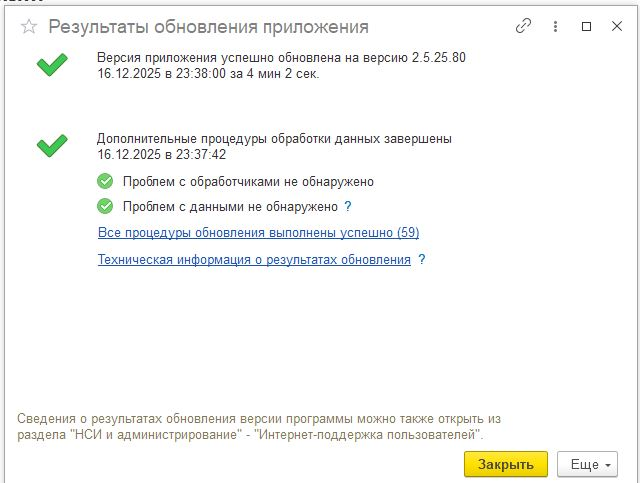 Результаты обновления приложения
Версия приложения успешно обновлена на версию 2.5.25.80
16.12.2025 в 23:38:00 за 4 мин 2 сек.
Дополнительные процедуры обработки данных завершены
16.12.2025 в 23:37:42
Проблем с обработчиками не обнаружено
Проблем с данными не обнаружено ?
Все процедуры обновления выполнены успешно (59)
Техническая информация о результатах обновления ?
Сведения о результатах обновления версии программы можно также открыть из
раздела "НСИ и администрирование" - "Интернет-поддержка пользователей".
Закрыть Еще